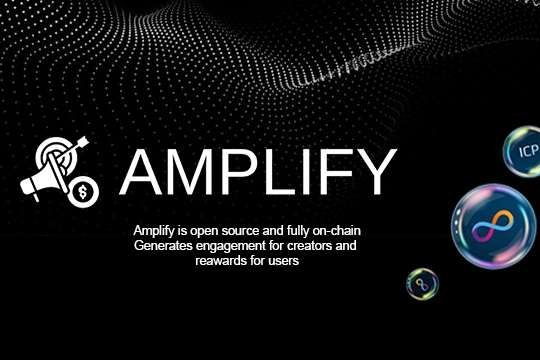 AMPLIFY
Amplify is open source and fully on-chain
Generates engagement for creators and
reawards for users
ICP
$